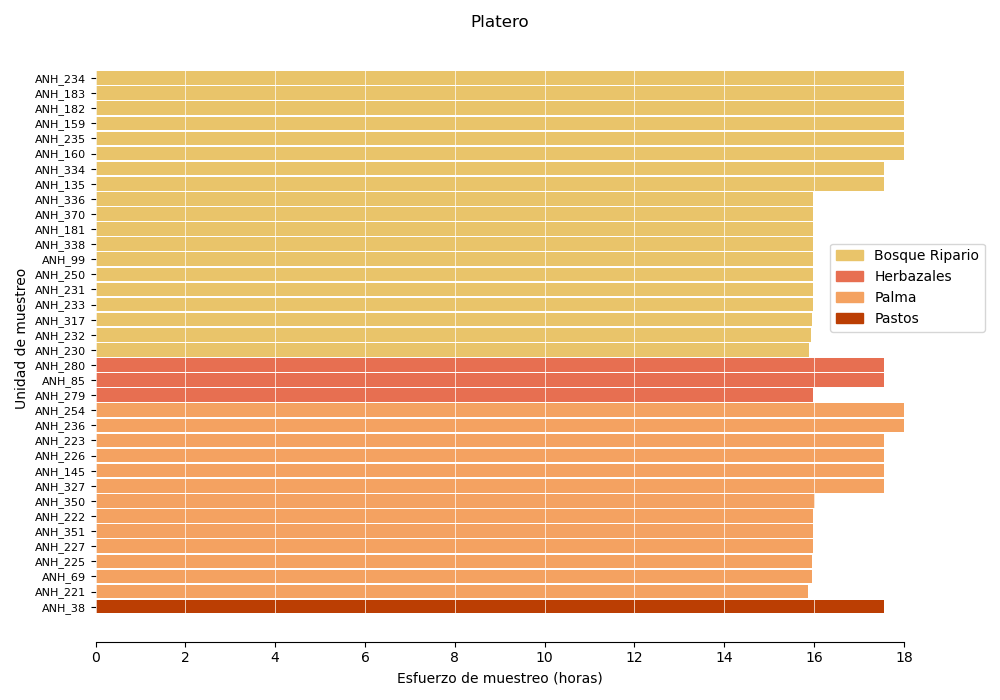 Platero
Unidad de muestreo
ANH_234
ANH_183
ANH_182
ANH_159
ANH_235
ANH_160
ANH_334
ANH_135
ANH_336
ANH_370
ANH_181
ANH_338
ANH_99
ANH_250
ANH_231
ANH_233
ANH_317
ANH_232
ANH_230
ANH_280
ANH_85
ANH_279
ANH_254
ANH_236
ANH_223
ANH_226
ANH_145
ANH_327
ANH_350
ANH_222
ANH_351
ANH_227
ANH_225
ANH_69
ANH_221
ANH_38
Bosque Ripario
Herbazales
Palma
Pastos
0 2 4 6 8 10 12 14 16 18
Esfuerzo de muestreo (horas)